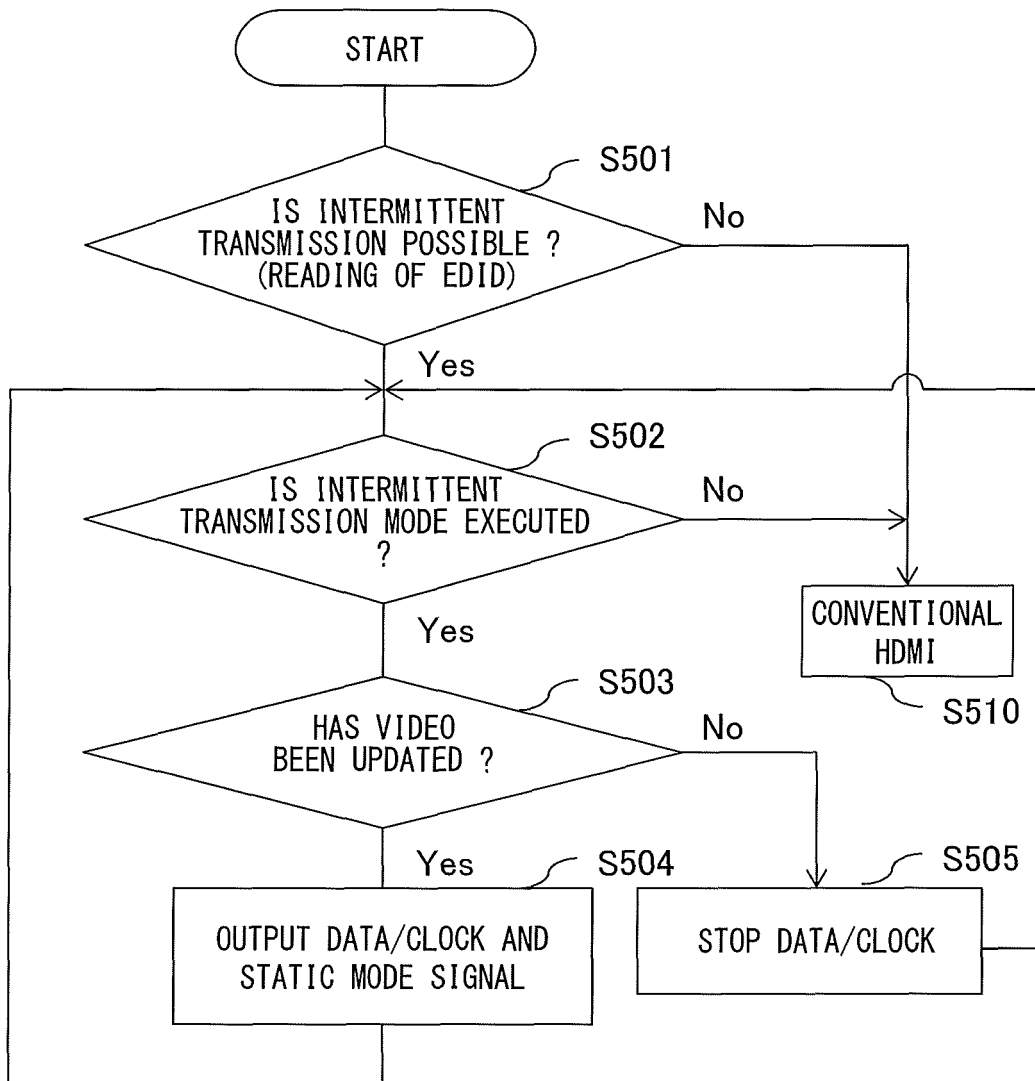 START
S501
IS INTERMITTENT
TRANSMISSION POSSIBLE ?
(READING OF EDID)
No
Yes
S502
IS INTERMITTENT
TRANSMISSION MODE EXECUTED
?
No
Yes
CONVENTIONAL
HDMI
S510
S503
HAS VIDEO
BEEN UPDATED ?
No
Yes
S504
OUTPUT DATA/CLOCK AND
STATIC MODE SIGNAL
S505
STOP DATA/CLOCK